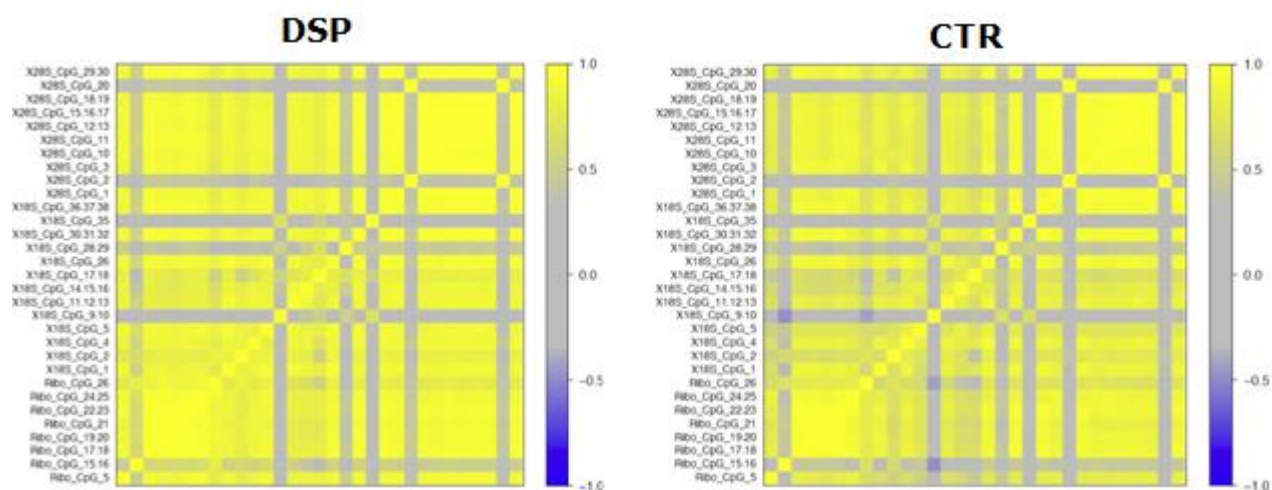 DSP
CTR
X28S_CpG_29.30
X28S_CpG_20
X28S_CpG_18.19
X28S_CpG_15.16.17
X28S_CpG_12.13
X28S_CpG_11
X28S_CpG_10
X28S_CpG_3
X28S_CpG_2
X28S_CpG_1
X18S_CpG_36.37.38
X18S_CpG_35
X18S_CpG_30.31.32
X18S_CpG_28.29
X18S_CpG_26
X18S_CpG_17.18
X18S_CpG_14.15.16
X18S_CpG_11.12.13
X18S_CpG_9.10
X18S_CpG_5
X18S_CpG_4
X18S_CpG_2
X18S_CpG_1
Ribo_CpG_26
Ribo_CpG_24.25
Ribo_CpG_22.23
Ribo_CpG_21
Ribo_CpG_19.20
Ribo_CpG_17.18
Ribo_CpG_15.16
Ribo_CpG_5
1.0
0.5
0.0
-0.5
-1.0
X28S_CpG_29.30
X28S_CpG_20
X28S_CpG_18.19
X28S_CpG_15.16.17
X28S_CpG_12.13
X28S_CpG_11
X28S_CpG_10
X28S_CpG_3
X28S_CpG_2
X28S_CpG_1
X18S_CpG_36.37.38
X18S_CpG_35
X18S_CpG_30.31.32
X18S_CpG_28.29
X18S_CpG_26
X18S_CpG_17.18
X18S_CpG_14.15.16
X18S_CpG_11.12.13
X18S_CpG_9.10
X18S_CpG_5
X18S_CpG_4
X18S_CpG_2
X18S_CpG_1
Ribo_CpG_26
Ribo_CpG_24.25
Ribo_CpG_22.23
Ribo_CpG_21
Ribo_CpG_19.20
Ribo_CpG_17.18
Ribo_CpG_15.16
Ribo_CpG_5
1.0
0.5
0.0
-0.5
-1.0